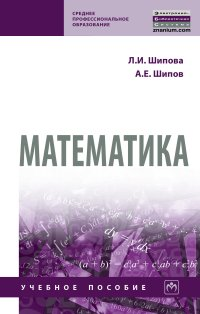 СРЕДНЕЕ
ПРОФЕССИОНАЛЬНОЕ
ОБРАЗОВАНИЕ
Электронно-
Библиотечная
Система
znanium.com
Л.И. Шипова
А.Е. Шипов
МАТЕМАТИКА
УЧЕБНОЕ ПОСОБИЕ